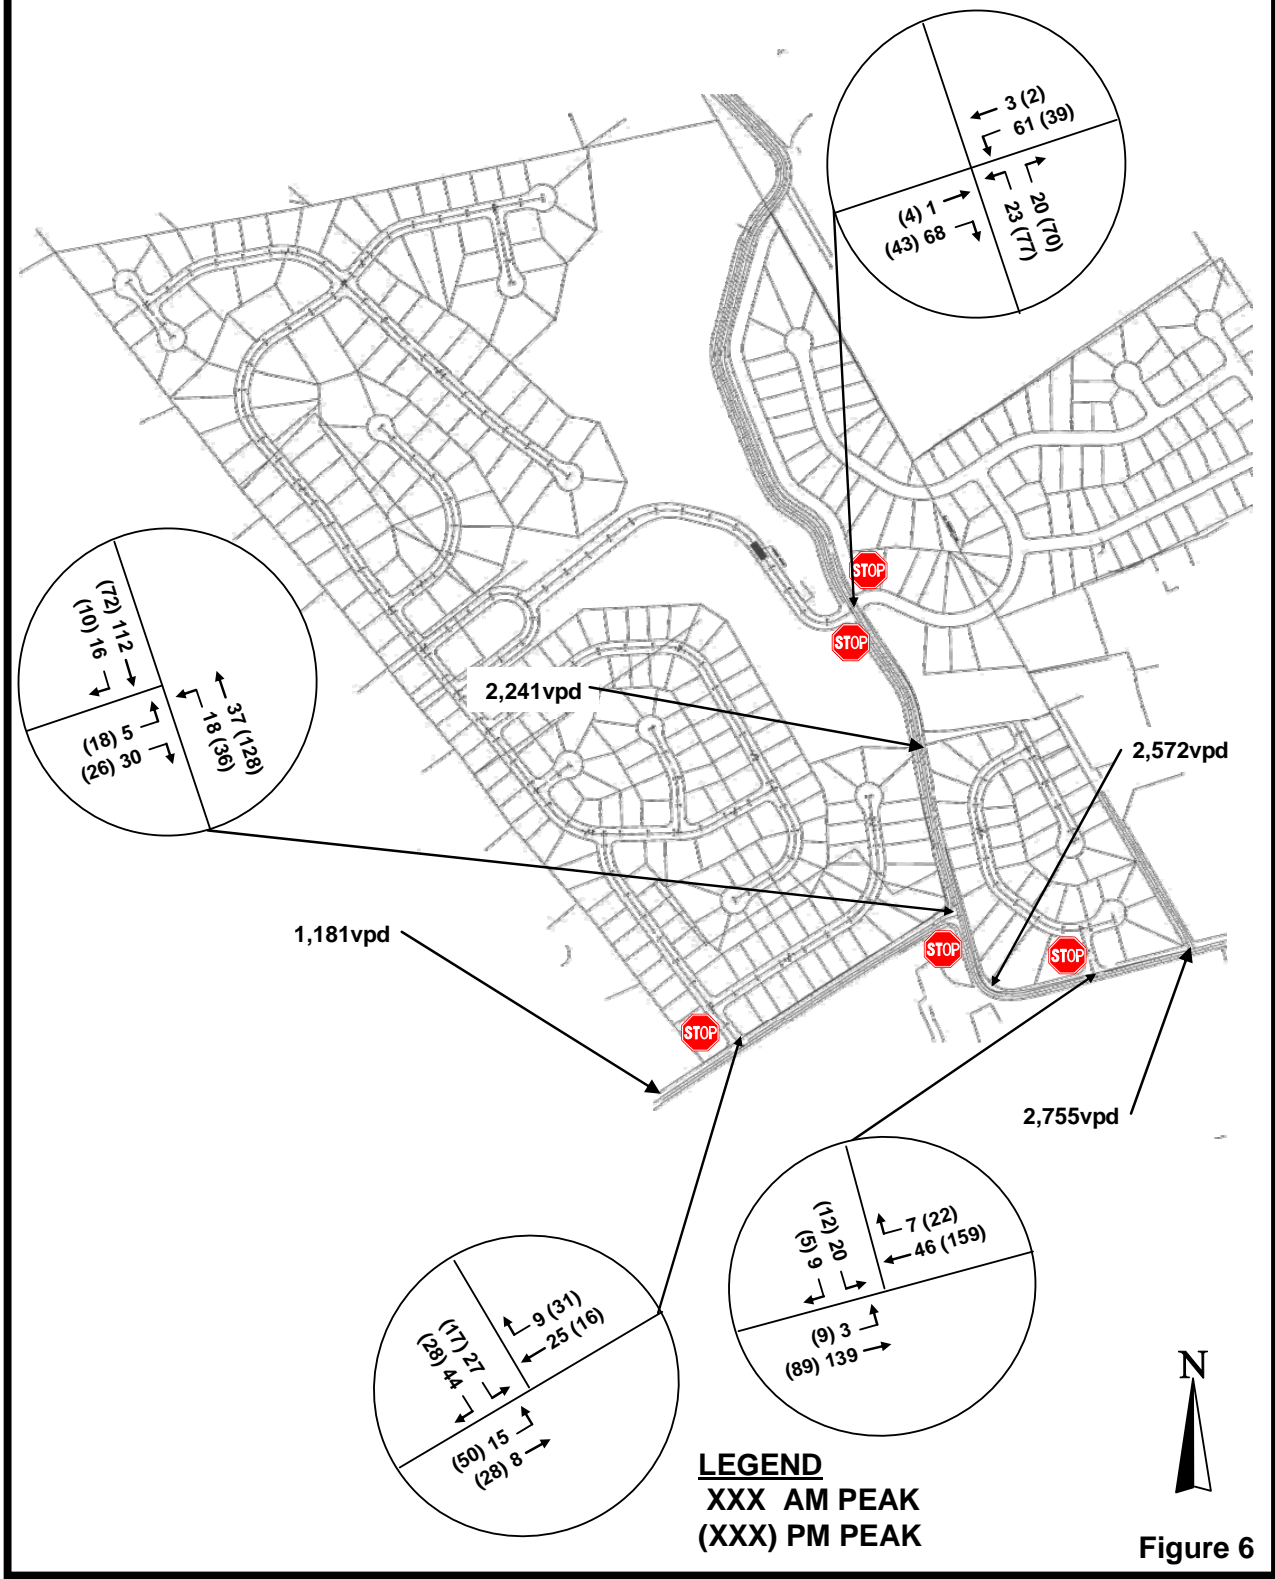 3 (2)
61 (39)
(4) 1
(43) 68
20 (70)
23 (77)
STOP
STOP
(72) 112
(10) 16
(18) 5
(26) 30
37 (128)
18 (36)
2,241vpd
2,572vpd
1,181vpd
STOP
STOP
STOP
2,755vpd
(12) 20
(5) 9
7 (22)
46 (159)
(9) 3
(89) 139
(17) 27
(28) 44
9 (31)
25 (16)
(50) 15
(28) 8
N
LEGEND
XXX AM PEAK
(XXX) PM PEAK
Figure 6